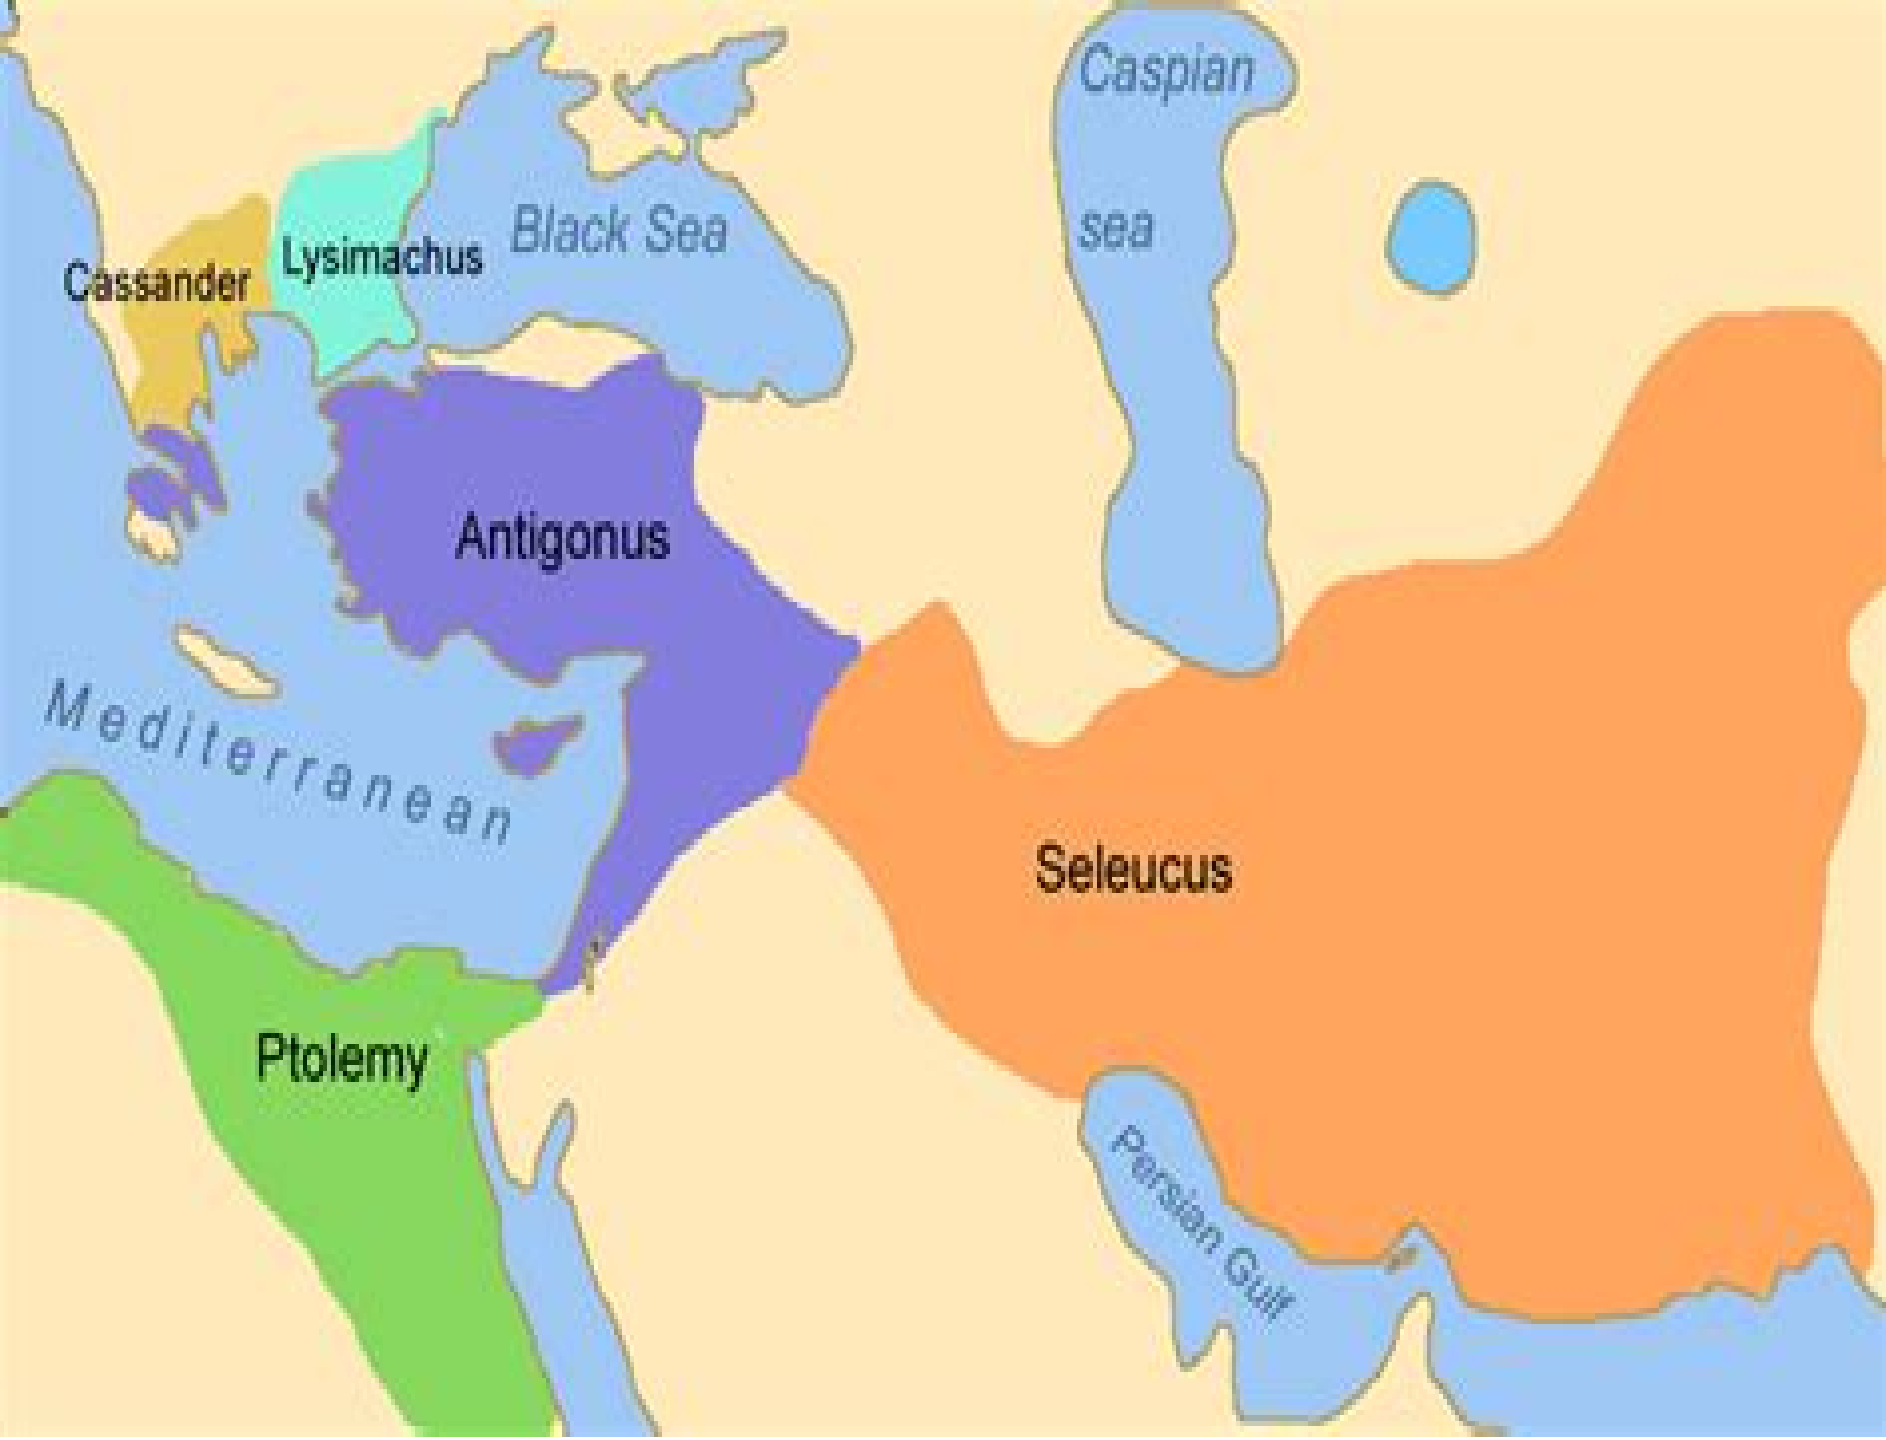 Caspian
sea
Black Sea
Lysimachus
Cassander
Antigonus
Mediterranean
Seleucus
Ptolemy
Persian Gulf